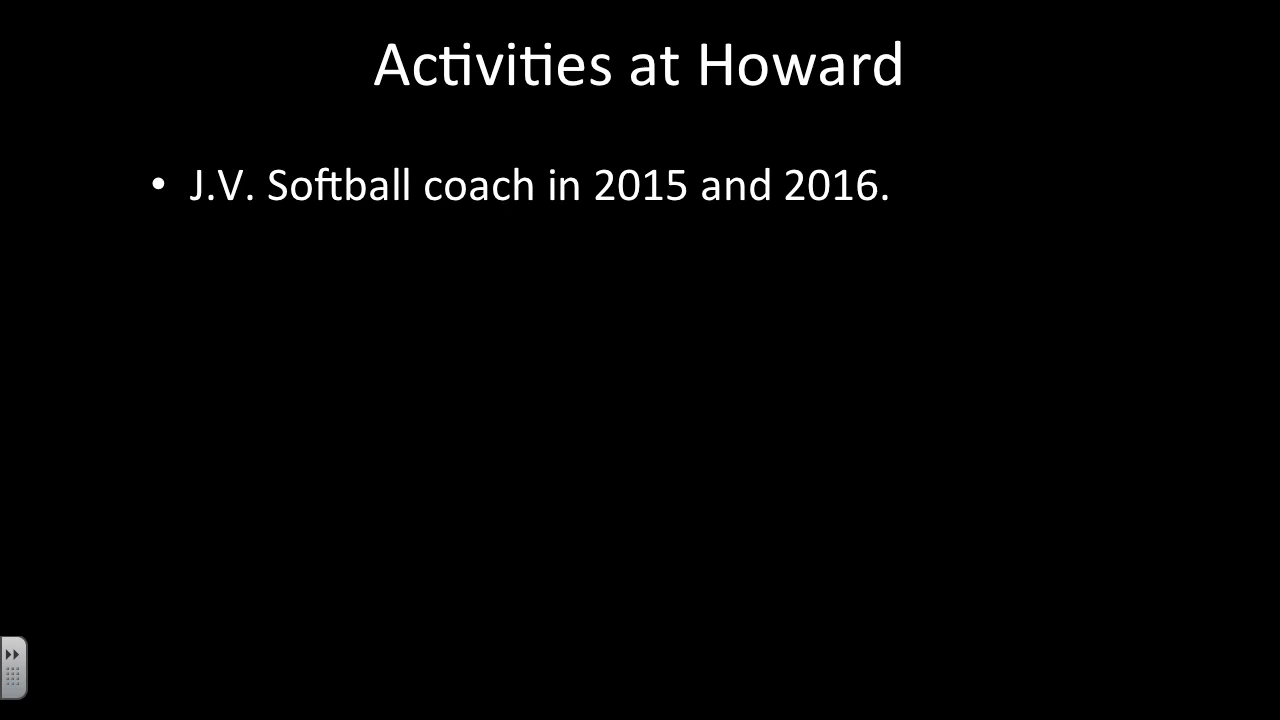 Activities at Howard
• J.V. Softball coach in 2015 and 2016.